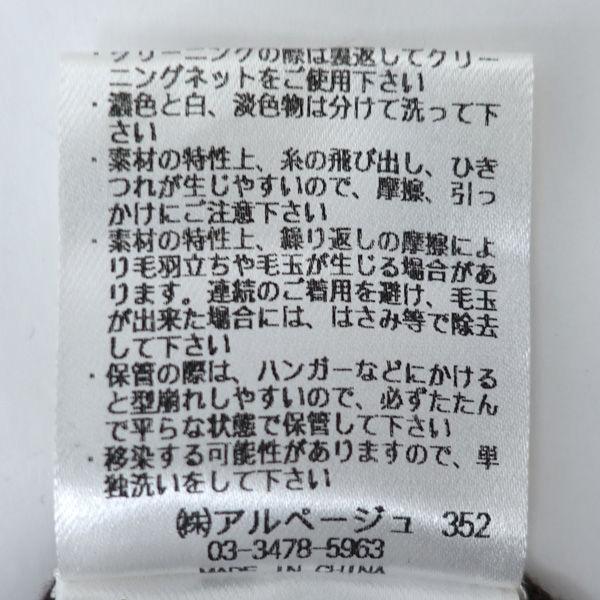 ・クリーニングの際は裏返してクリー
ニングネットをご使用下さい
・濃色と白、淡色物は分けて洗って下
さい
・素材の特性上、糸の飛び出し、ひき
つれが生じやすいので、摩擦、引っ
かけにご注意下さい
・素材の特性上、繰り返しの摩擦によ
り毛羽立ちや毛玉が生じる場合があ
ります。連続のご着用を避け、毛玉
が出来た場合には、はさみ等で除去
して下さい
・保管の際は、ハンガーなどにかける
と型崩れしやすいので、必ずたたん
で平らな状態で保管して下さい
・移染する可能性がありますので、単
独洗いをして下さい
㈱アルページュ 352
03-3478-5963
MADE IN CHINA